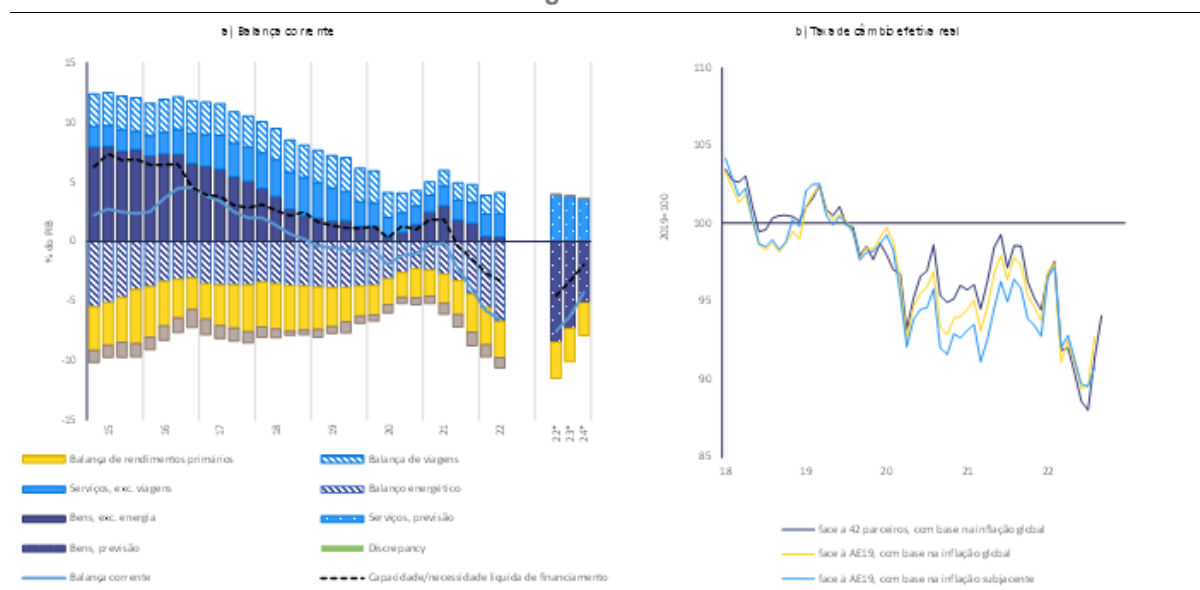 a) Balança corrente
15
10
5
0
-5
-10
-15
% do PIB
15
16
17
18
19
20
21
22
22*
23*
24*
Balança de rendimentos primários
Balança de viagens
Serviços, exc. viagens
Balanço energético
Bens, exc. energia
Serviços, previsão
Bens, previsão
Discrepancy
Balança corrente
Capacidade/necessidade líquida de financiamento
b) Taxa de câmbio efetiva real
110
105
100
95
90
85
2019=100
18
19
20
21
22
face a 42 parceiros, com base na inflação global
face à AE19, com base na inflação global
face à AE19, com base na inflação subjacente